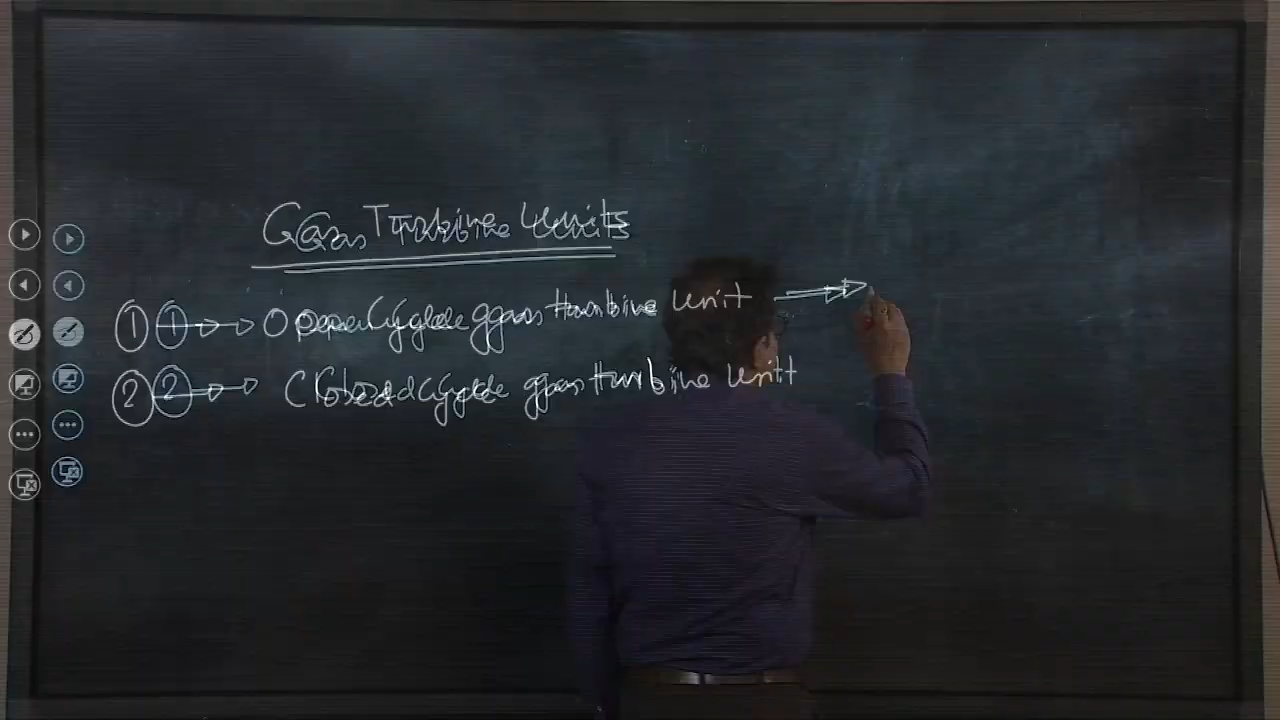 Gas Turbine Units
① → Open Cycle gas turbine unit →
② → Closed cycle gas turbine unit